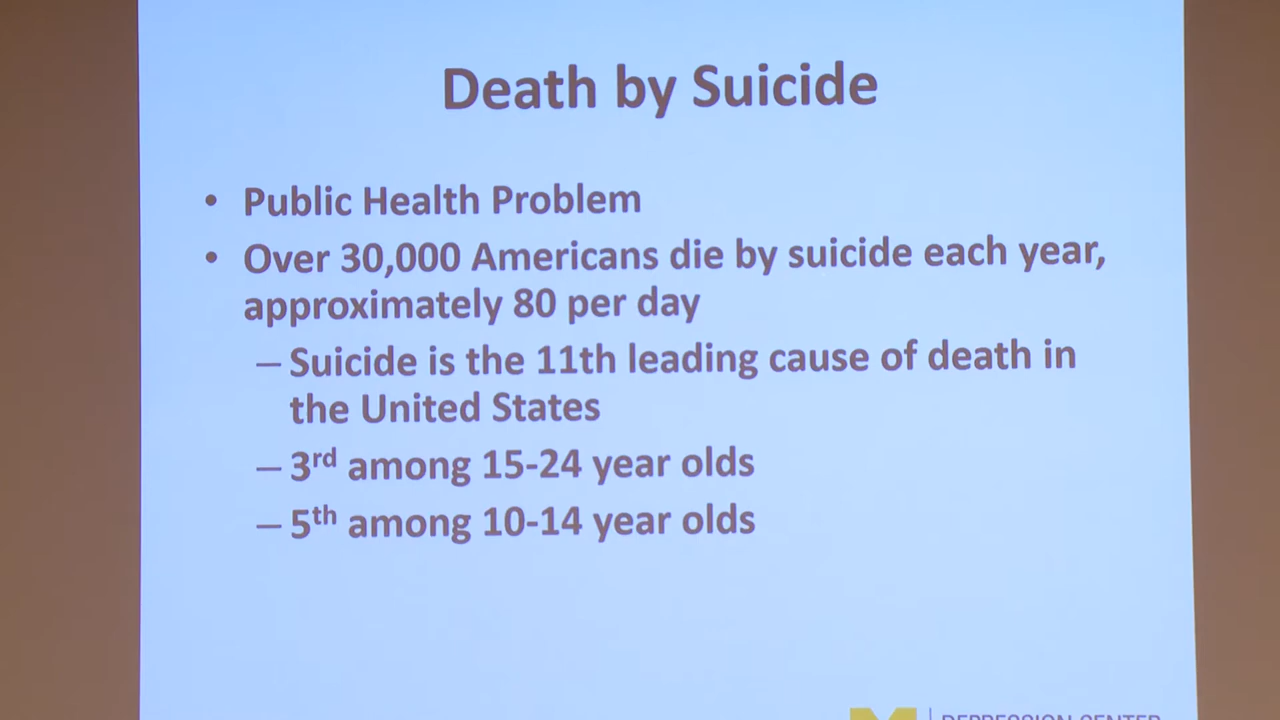 Death by Suicide
• Public Health Problem
• Over 30,000 Americans die by suicide each year,
approximately 80 per day
– Suicide is the 11th leading cause of death in
the United States
– 3rd among 15-24 year olds
– 5th among 10-14 year olds
M | DEPRESSION CENTER